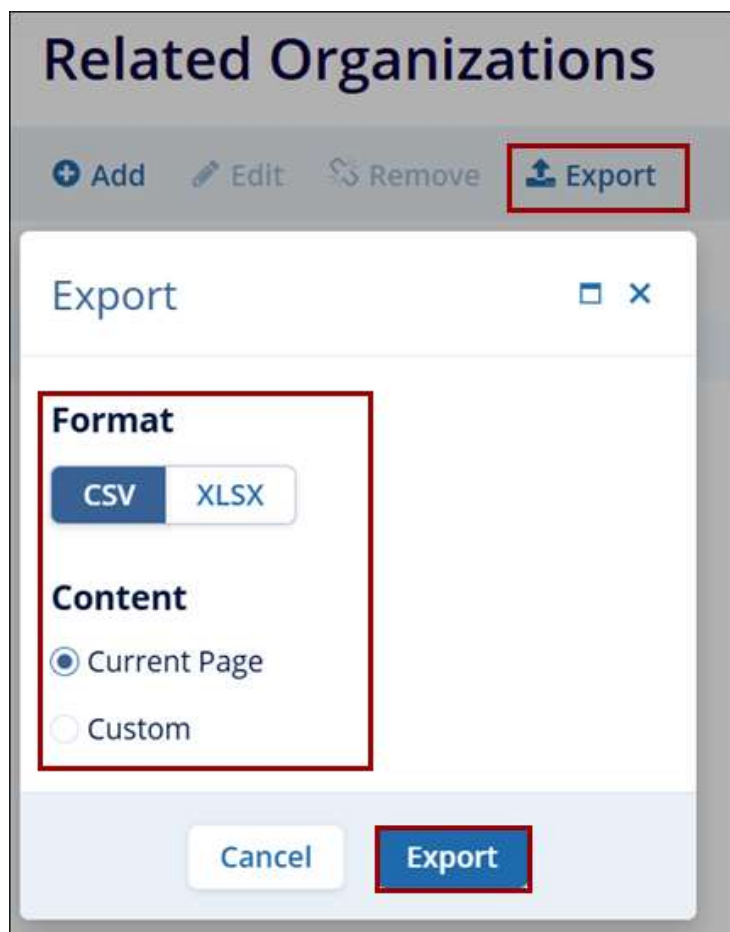 Related Organizations
Add Edit Remove Export
Export
Format
CSV XLSX
Content
Current Page
Custom
Cancel Export